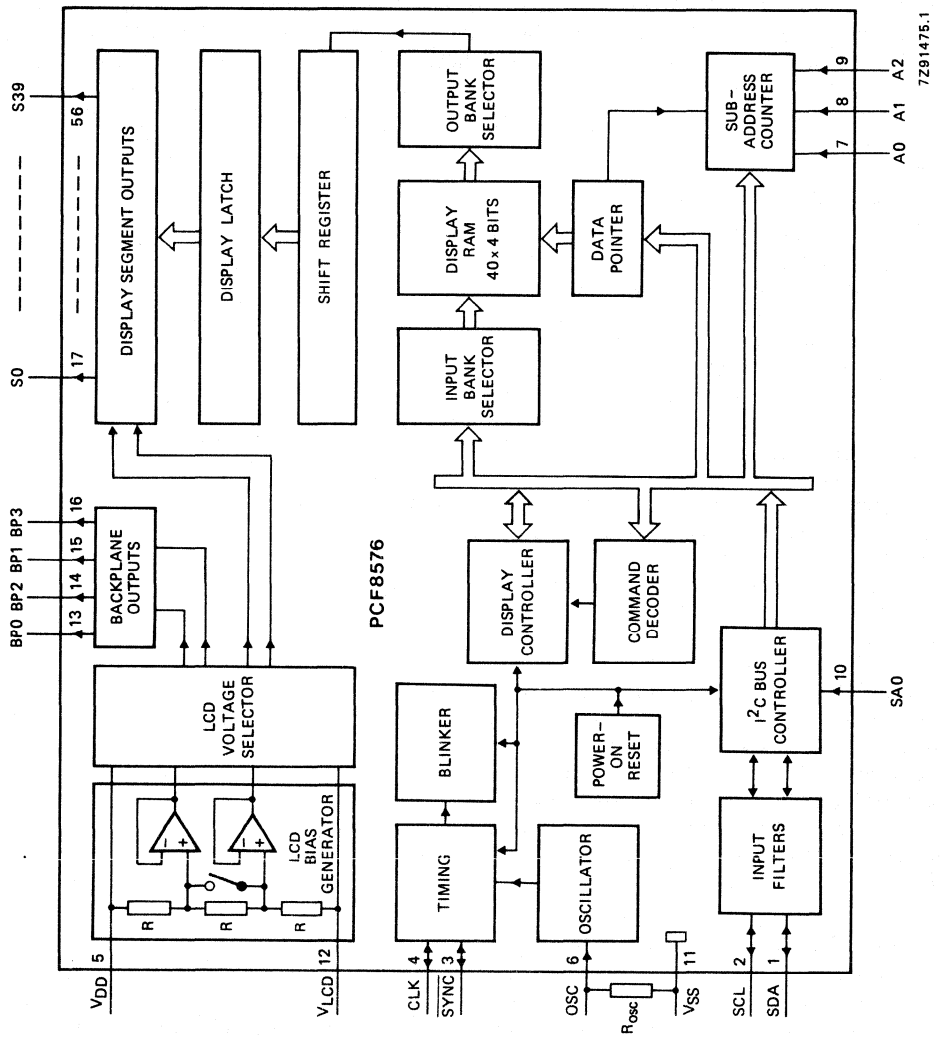 BP0 BP2 BP1 BP3 S0 S39
13 14 15 16 17 56
VDD 5
R
R
R
VLCD 12
LCD
BIAS
GENERATOR
LCD
VOLTAGE
SELECTOR
BACKPLANE
OUTPUTS
DISPLAY SEGMENT OUTPUTS
DISPLAY LATCH
SHIFT REGISTER
PCF8576
CLK 4
SYNC 3
TIMING
BLINKER
DISPLAY
CONTROLLER
INPUT
BANK
SELECTOR
DISPLAY
RAM
40 x 4 BITS
OUTPUT
BANK
SELECTOR
OSC 6
ROSC
VSS 11
OSCILLATOR
POWER-
ON
RESET
COMMAND
DECODER
DATA
POINTER
SCL 2
SDA 1
INPUT
FILTERS
I²C BUS
CONTROLLER
SUB-
ADDRESS
COUNTER
10
SA0
7 8 9
A0 A1 A2
7Z91475.1